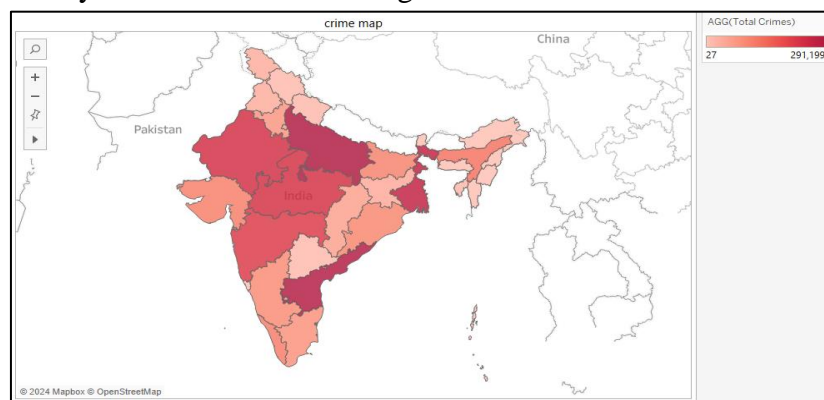 crime map
AGG(Total Crimes)
27 291,199
China
Pakistan
India
© 2024 Mapbox © OpenStreetMap